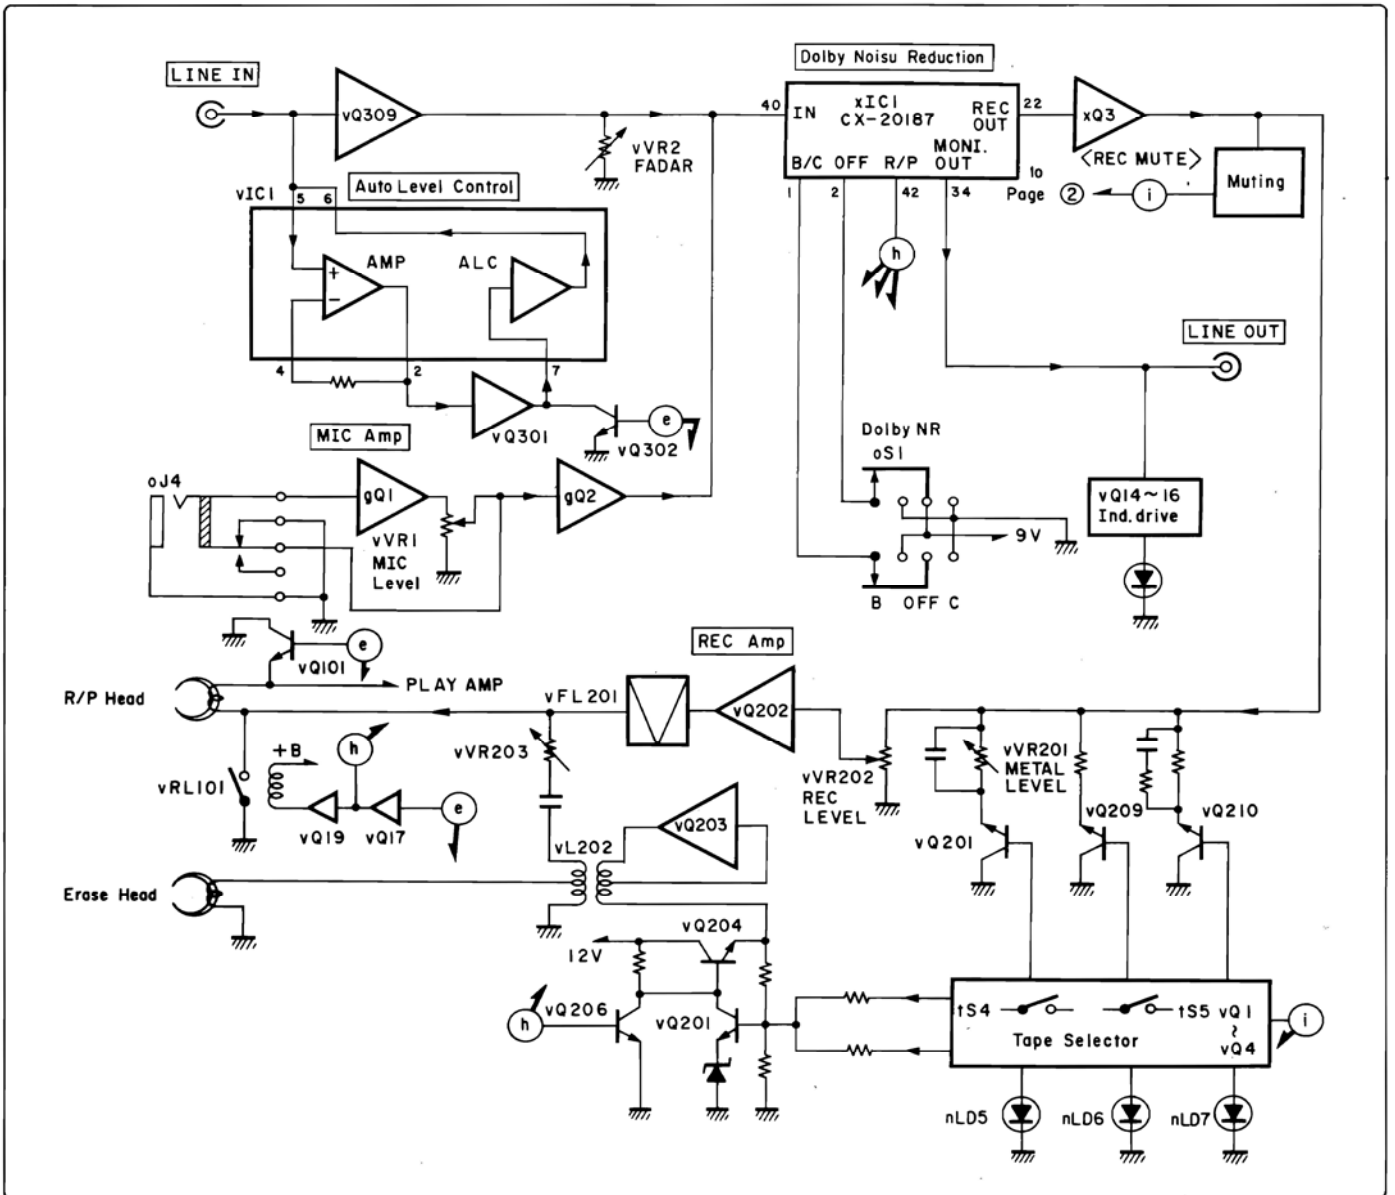 Dolby Noisu Reduction
LINE IN
vQ309
40
IN
xIC1
CX-20187
REC
OUT
22
xQ3
MONI.
OUT
B/C OFF R/P
vVR2
FADAR
<REC MUTE>
Muting
1
2
42
34
to
Page 2
i
h
Auto Level Control
vIC1
5
6
AMP
ALC
+
−
4
2
7
vQ301
vQ302
e
LINE OUT
MIC Amp
oJ4
gQ1
gQ2
vVR1
MIC
Level
Dolby NR
oS1
9V
B OFF C
vQ14~16
Ind. drive
vQ101
e
REC Amp
R/P Head
PLAY AMP
vFL201
vQ202
+B
h
vRL101
vQ19
vQ17
e
vVR203
vVR202
REC
LEVEL
vVR201
METAL
LEVEL
vQ201
vQ209
vQ210
vL202
vQ203
Erase Head
vQ204
12V
h
vQ206
vQ201
tS4
tS5
vQ1
~
vQ4
Tape Selector
i
nLD5
nLD6
nLD7